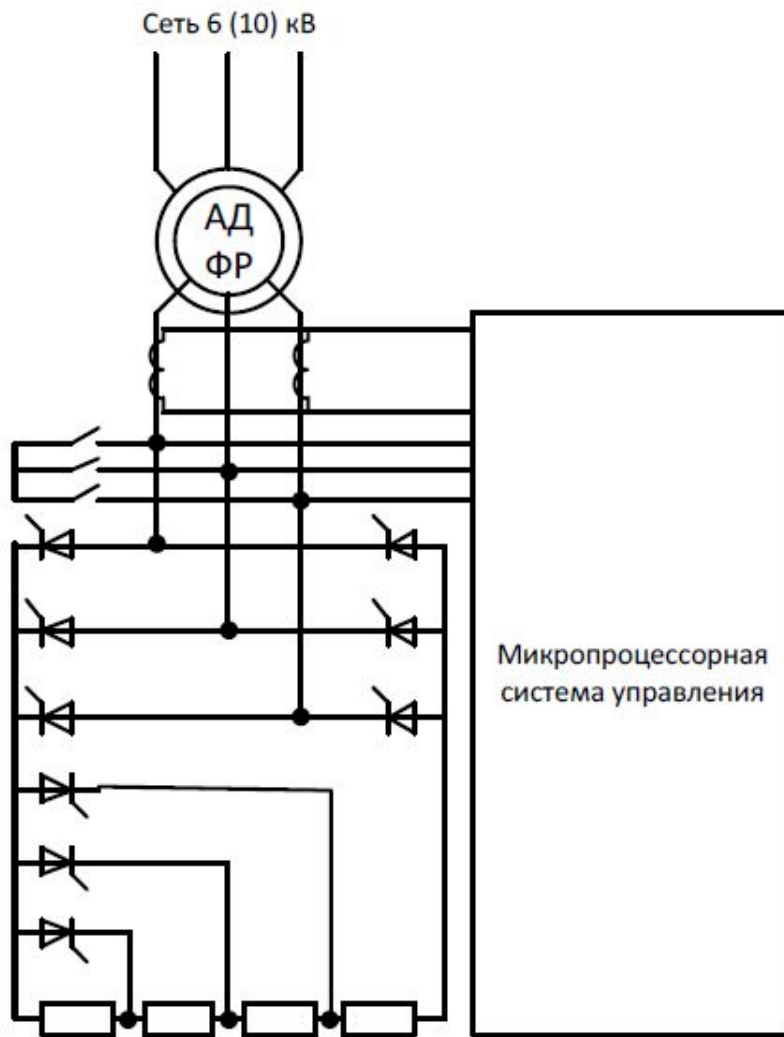 Сеть 6 (10) кВ
АД
ФР
Микропроцессорная
система управления